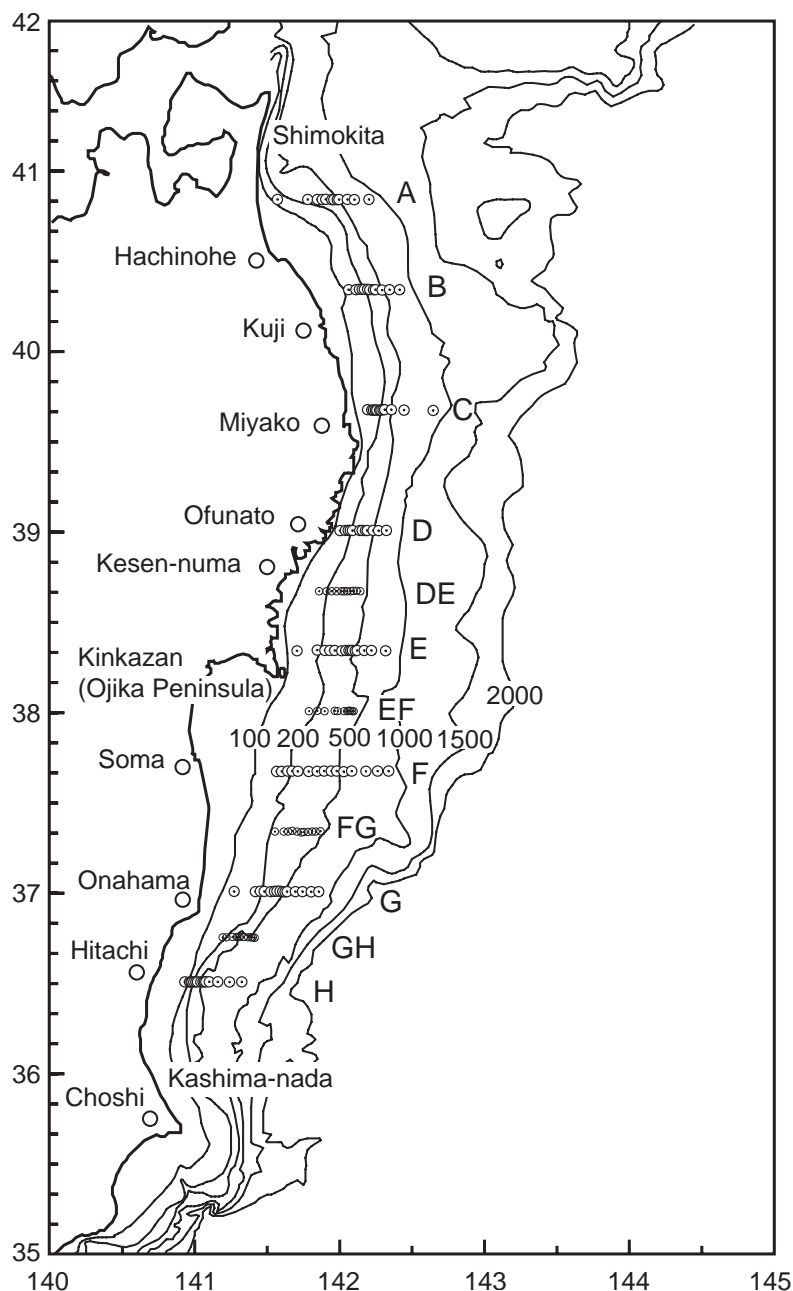 42
Shimokita
41
A
Hachinohe
B
Kuji
40
C
Miyako
Ofunato
39
D
Kesen-numa
DE
E
Kinkazan
(Ojika Peninsula)
2000
38
EF
100 200 500 1000 1500
Soma
F
FG
Onahama
37
G
Hitachi
GH
H
36
Kashima-nada
Choshi
35
140 141 142 143 144 145